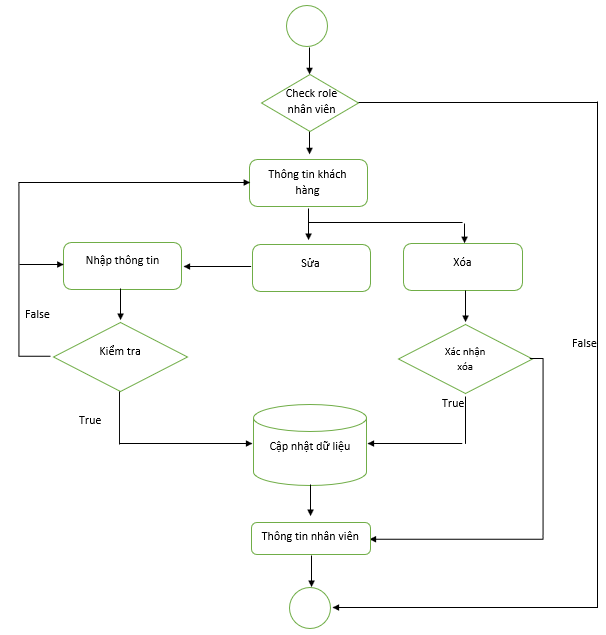 Check role
nhân viên
Thông tin khách
hàng
Nhập thông tin
Sửa
Xóa
False
Kiểm tra
Xác nhận
xóa
False
True
True
Cập nhật dữ liệu
Thông tin nhân viên